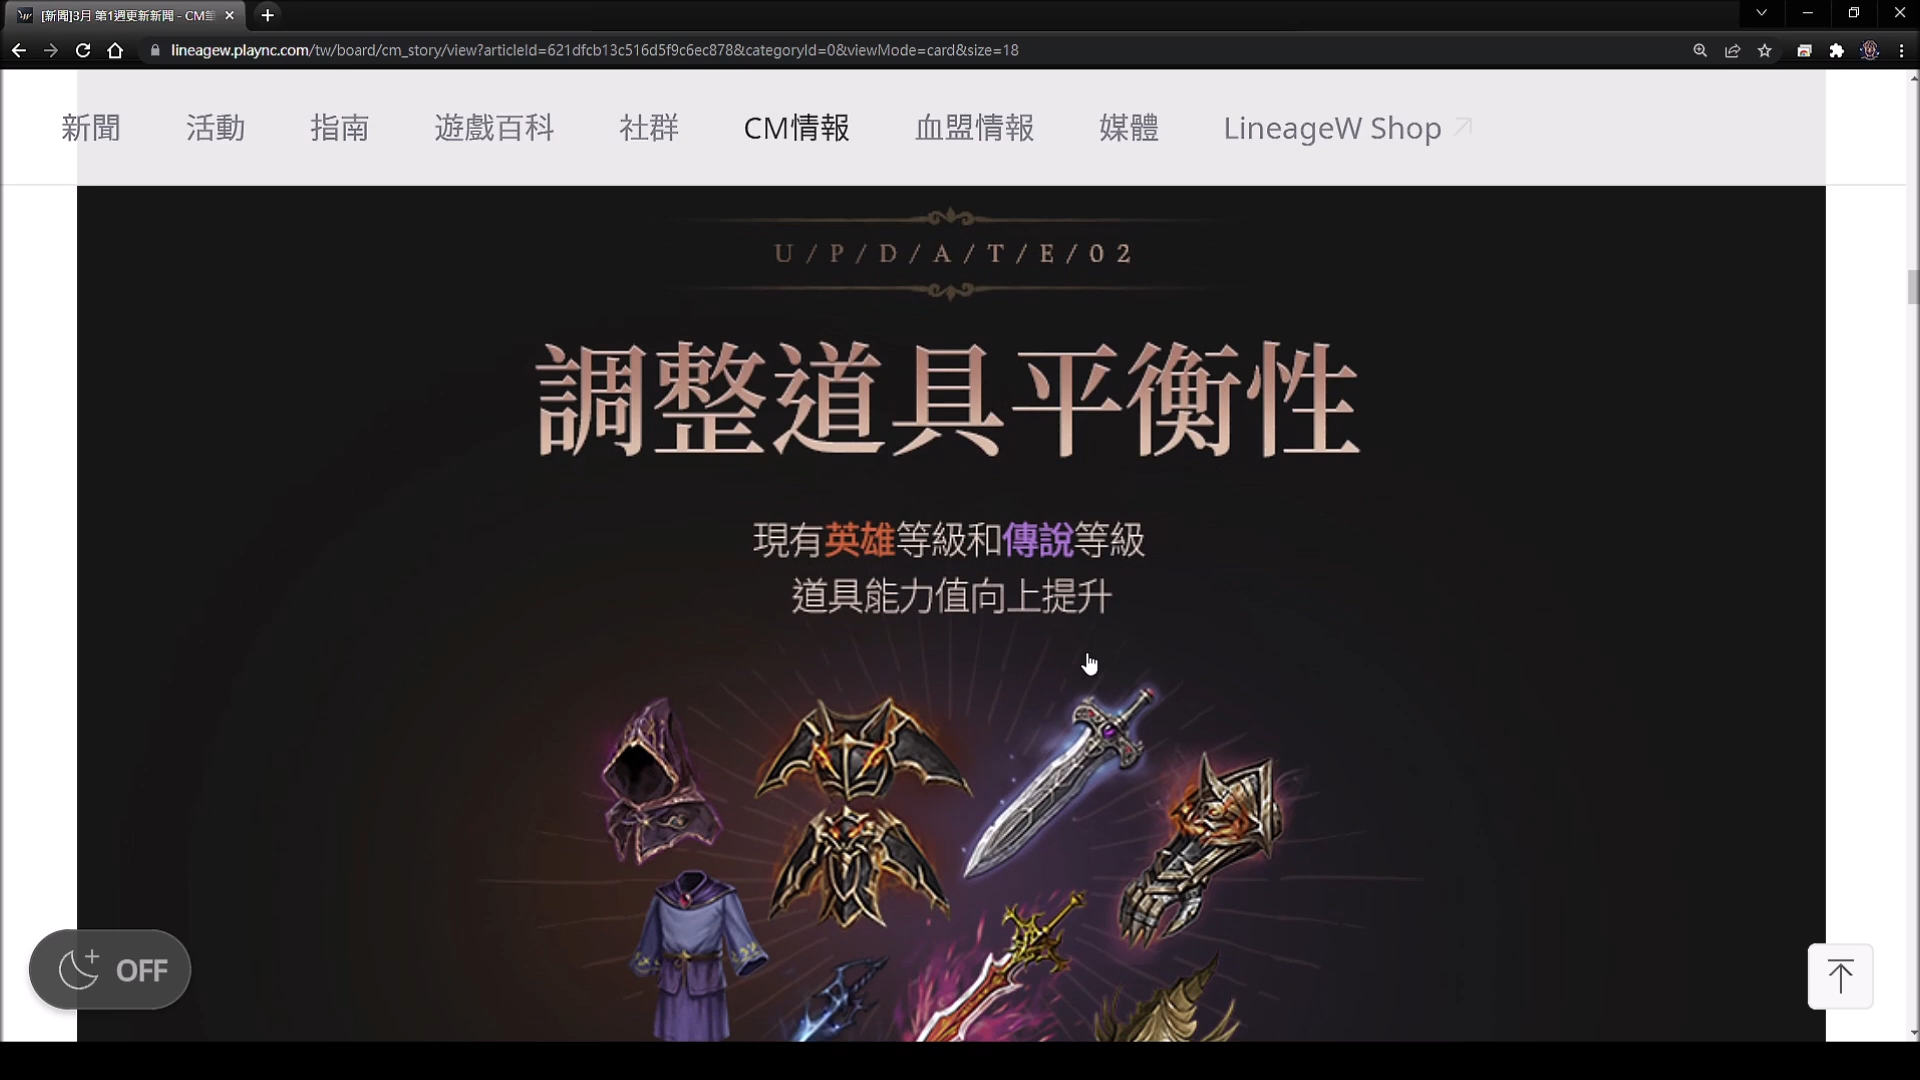 [新聞]3月 第1週更新新聞 - CM
lineagew.plaync.com/tw/board/cm_story/view?articleId=621dfcb13c516d5f9c6ec878&categoryId=0&viewMode=card&size=18
新聞 活動 指南 遊戲百科 社群 CM情報 血盟情報 媒體 LineageW Shop
U/P/D/A/T/E/02
調整道具平衡性
現有英雄等級和傳說等級
道具能力值向上提升
OFF